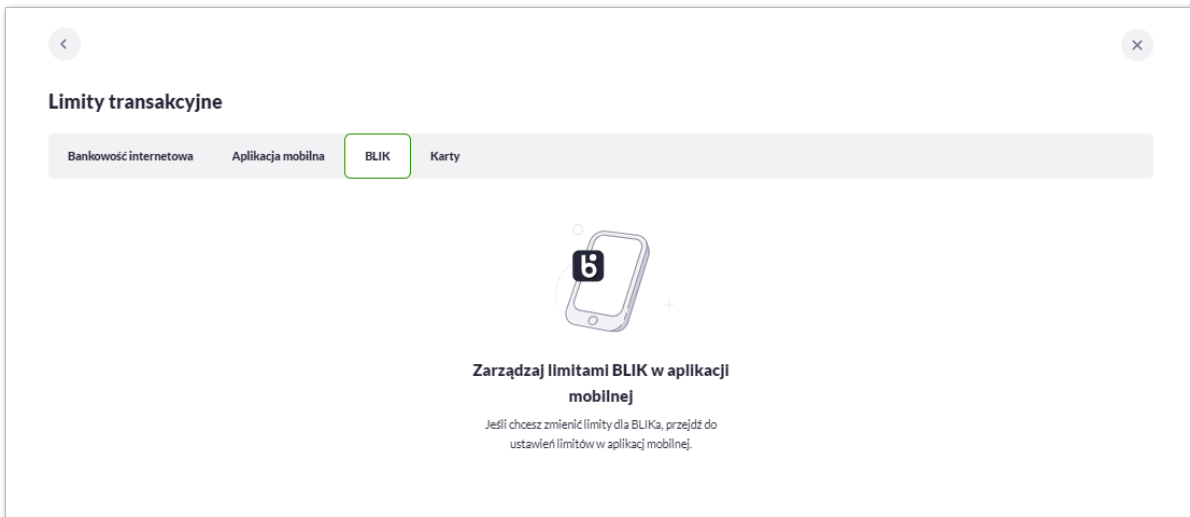 Limity transakcyjne
Bankowość internetowa Aplikacja mobilna BLIK Karty
Zarządzaj limitami BLIK w aplikacji
mobilnej
Jeśli chcesz zmienić limity dla BLIKa, przejdź do
ustawień limitów w aplikacj mobilnej.